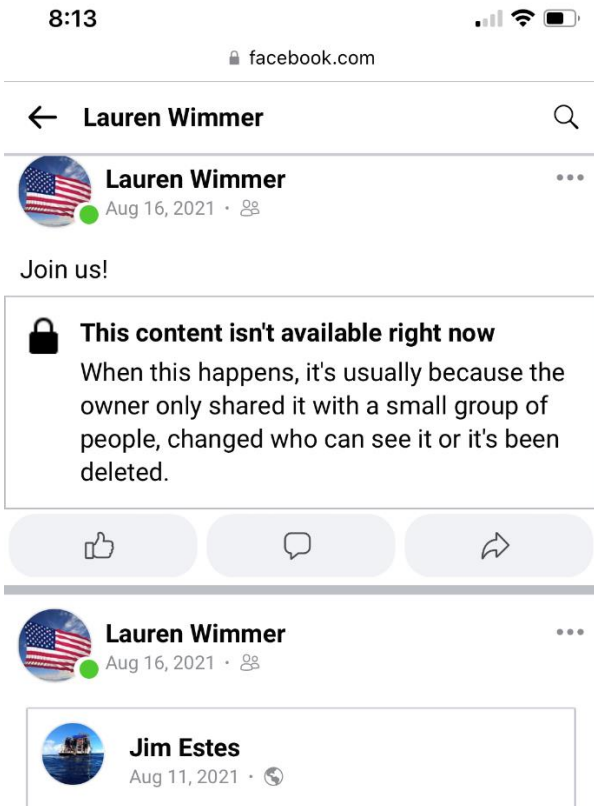 8:13
facebook.com
Lauren Wimmer
Lauren Wimmer
Aug 16, 2021 ·
Join us!
This content isn't available right now
When this happens, it's usually because the
owner only shared it with a small group of
people, changed who can see it or it's been
deleted.
Lauren Wimmer
Aug 16, 2021 ·
Jim Estes
Aug 11, 2021 ·